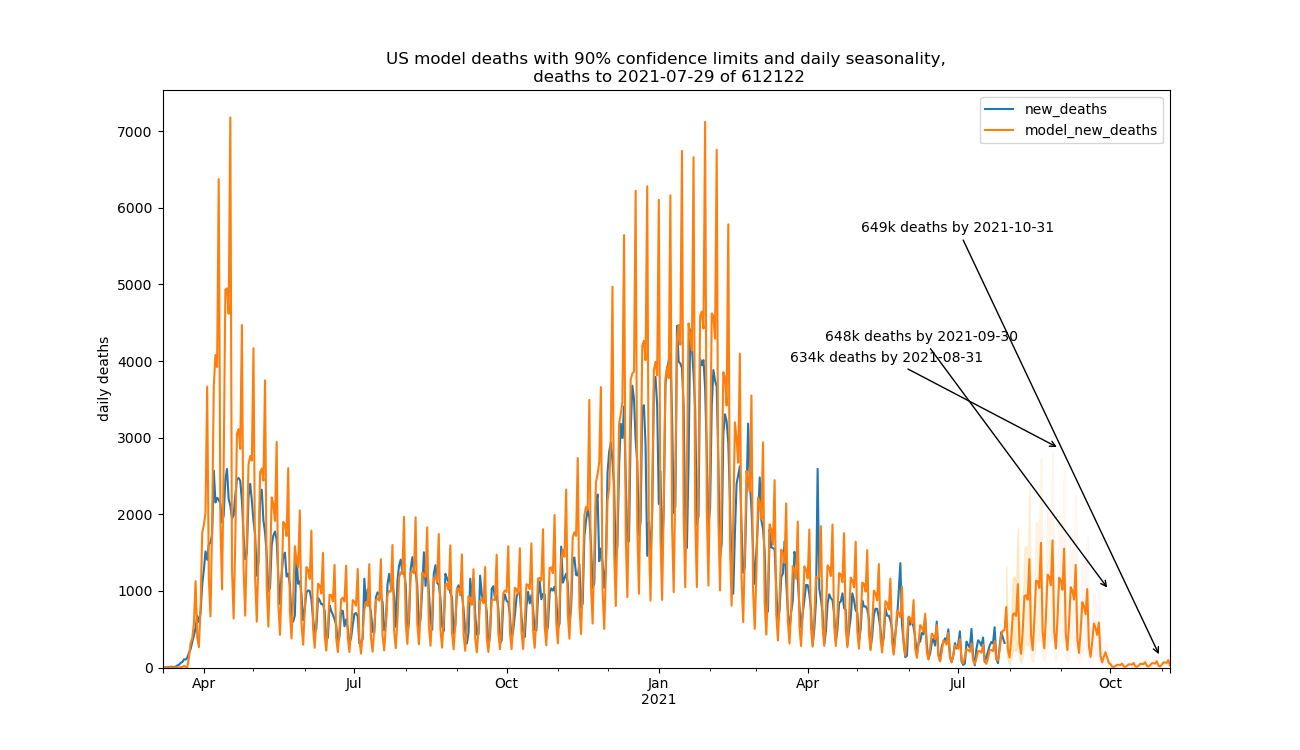 US model deaths with 90% confidence limits and daily seasonality,
deaths to 2021-07-29 of 612122
new_deaths
model_new_deaths
daily deaths
7000
6000
5000
4000
3000
2000
1000
0
649k deaths by 2021-10-31
648k deaths by 2021-09-30
634k deaths by 2021-08-31
Apr
Jul
Oct
Jan
2021
Apr
Jul
Oct